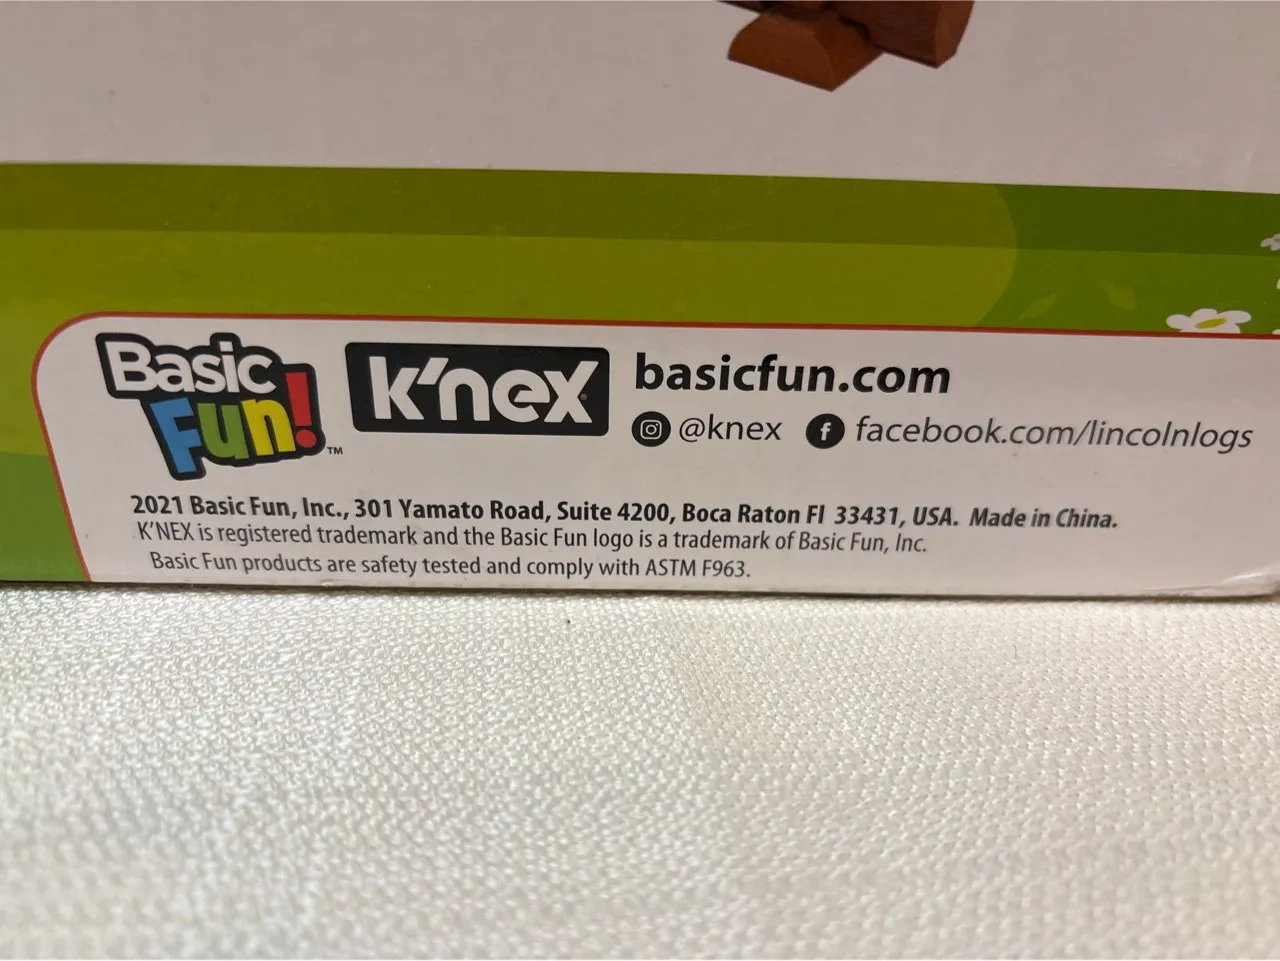 Basic Fun!™
K'NEX®
basicfun.com
@knex facebook.com/lincolnlogs
2021 Basic Fun, Inc., 301 Yamato Road, Suite 4200, Boca Raton Fl 33431, USA. Made in China.
K'NEX is registered trademark and the Basic Fun logo is a trademark of Basic Fun, Inc.
Basic Fun products are safety tested and comply with ASTM F963.